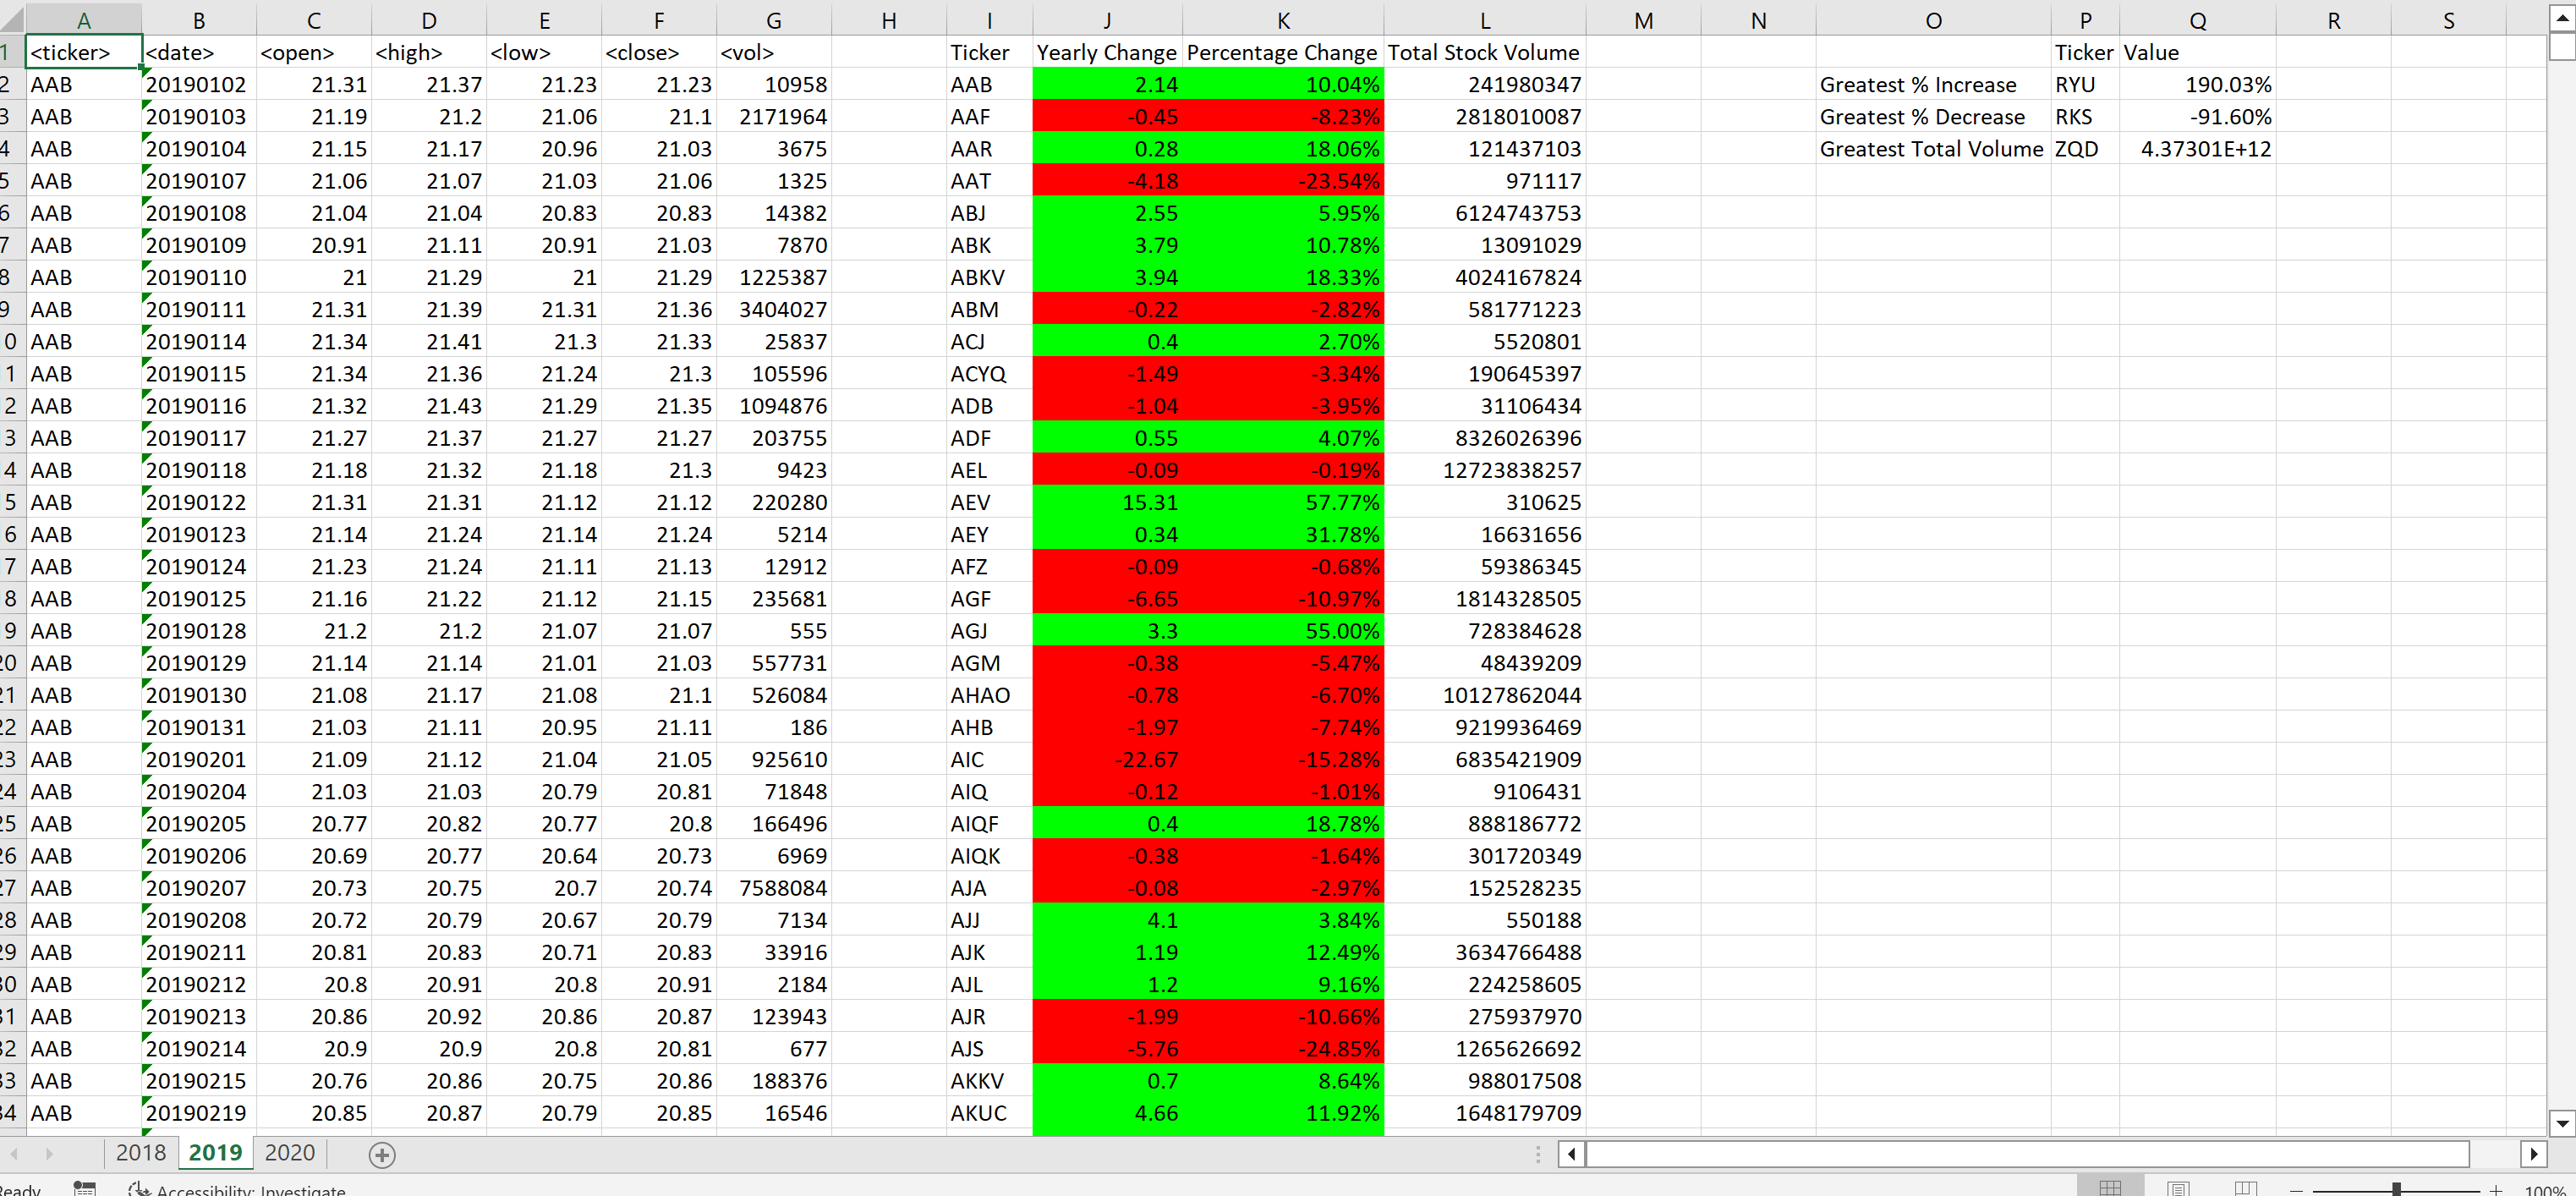 A B C D E F G H I J K L M N O P Q R S
1 <ticker> <date> <open> <high> <low> <close> <vol> Ticker Yearly Change Percentage Change Total Stock Volume Ticker Value
2 AAB 20190102 21.31 21.37 21.23 21.23 10958 AAB 2.14 10.04% 241980347 Greatest % Increase RYU 190.03%
3 AAB 20190103 21.19 21.2 21.06 21.1 2171964 AAF -0.45 -8.23% 2818010087 Greatest % Decrease RKS -91.60%
4 AAB 20190104 21.15 21.17 20.96 21.03 3675 AAR 0.28 18.06% 121437103 Greatest Total Volume ZQD 4.37301E+12
5 AAB 20190107 21.06 21.07 21.03 21.06 1325 AAT -4.18 -23.54% 971117
6 AAB 20190108 21.04 21.04 20.83 20.83 14382 ABJ 2.55 5.95% 6124743753
7 AAB 20190109 20.91 21.11 20.91 21.03 7870 ABK 3.79 10.78% 13091029
8 AAB 20190110 21 21.29 21 21.29 1225387 ABKV 3.94 18.33% 4024167824
9 AAB 20190111 21.31 21.39 21.31 21.36 3404027 ABM -0.22 -2.82% 581771223
0 AAB 20190114 21.34 21.41 21.3 21.33 25837 ACJ 0.4 2.70% 5520801
1 AAB 20190115 21.34 21.36 21.24 21.3 105596 ACYQ -1.49 -3.34% 190645397
2 AAB 20190116 21.32 21.43 21.29 21.35 1094876 ADB -1.04 -3.95% 31106434
3 AAB 20190117 21.27 21.37 21.27 21.27 203755 ADF 0.55 4.07% 8326026396
4 AAB 20190118 21.18 21.32 21.18 21.3 9423 AEL -0.09 -0.19% 12723838257
5 AAB 20190122 21.31 21.31 21.12 21.12 220280 AEV 15.31 57.77% 310625
6 AAB 20190123 21.14 21.24 21.14 21.24 5214 AEY 0.34 31.78% 16631656
7 AAB 20190124 21.23 21.24 21.11 21.13 12912 AFZ -0.09 -0.68% 59386345
8 AAB 20190125 21.16 21.22 21.12 21.15 235681 AGF -6.65 -10.97% 1814328505
9 AAB 20190128 21.2 21.2 21.07 21.07 555 AGJ 3.3 55.00% 728384628
20 AAB 20190129 21.14 21.14 21.01 21.03 557731 AGM -0.38 -5.47% 48439209
21 AAB 20190130 21.08 21.17 21.08 21.1 526084 AHAO -0.78 -6.70% 10127862044
22 AAB 20190131 21.03 21.11 20.95 21.11 186 AHB -1.97 -7.74% 9219936469
23 AAB 20190201 21.09 21.12 21.04 21.05 925610 AIC -22.67 -15.28% 6835421909
24 AAB 20190204 21.03 21.03 20.79 20.81 71848 AIQ -0.12 -1.01% 9106431
25 AAB 20190205 20.77 20.82 20.77 20.8 166496 AIQF 0.4 18.78% 888186772
26 AAB 20190206 20.69 20.77 20.64 20.73 6969 AIQK -0.38 -1.64% 301720349
27 AAB 20190207 20.73 20.75 20.7 20.74 7588084 AJA -0.08 -2.97% 152528235
28 AAB 20190208 20.72 20.79 20.67 20.79 7134 AJJ 4.1 3.84% 550188
29 AAB 20190211 20.81 20.83 20.71 20.83 33916 AJK 1.19 12.49% 3634766488
30 AAB 20190212 20.8 20.91 20.8 20.91 2184 AJL 1.2 9.16% 224258605
31 AAB 20190213 20.86 20.92 20.86 20.87 123943 AJR -1.99 -10.66% 275937970
32 AAB 20190214 20.9 20.9 20.8 20.81 677 AJS -5.76 -24.85% 1265626692
33 AAB 20190215 20.76 20.86 20.75 20.86 188376 AKKV 0.7 8.64% 988017508
34 AAB 20190219 20.85 20.87 20.79 20.85 16546 AKUC 4.66 11.92% 1648179709
2018 2019 2020
eady Accessibility: Investigate 100%